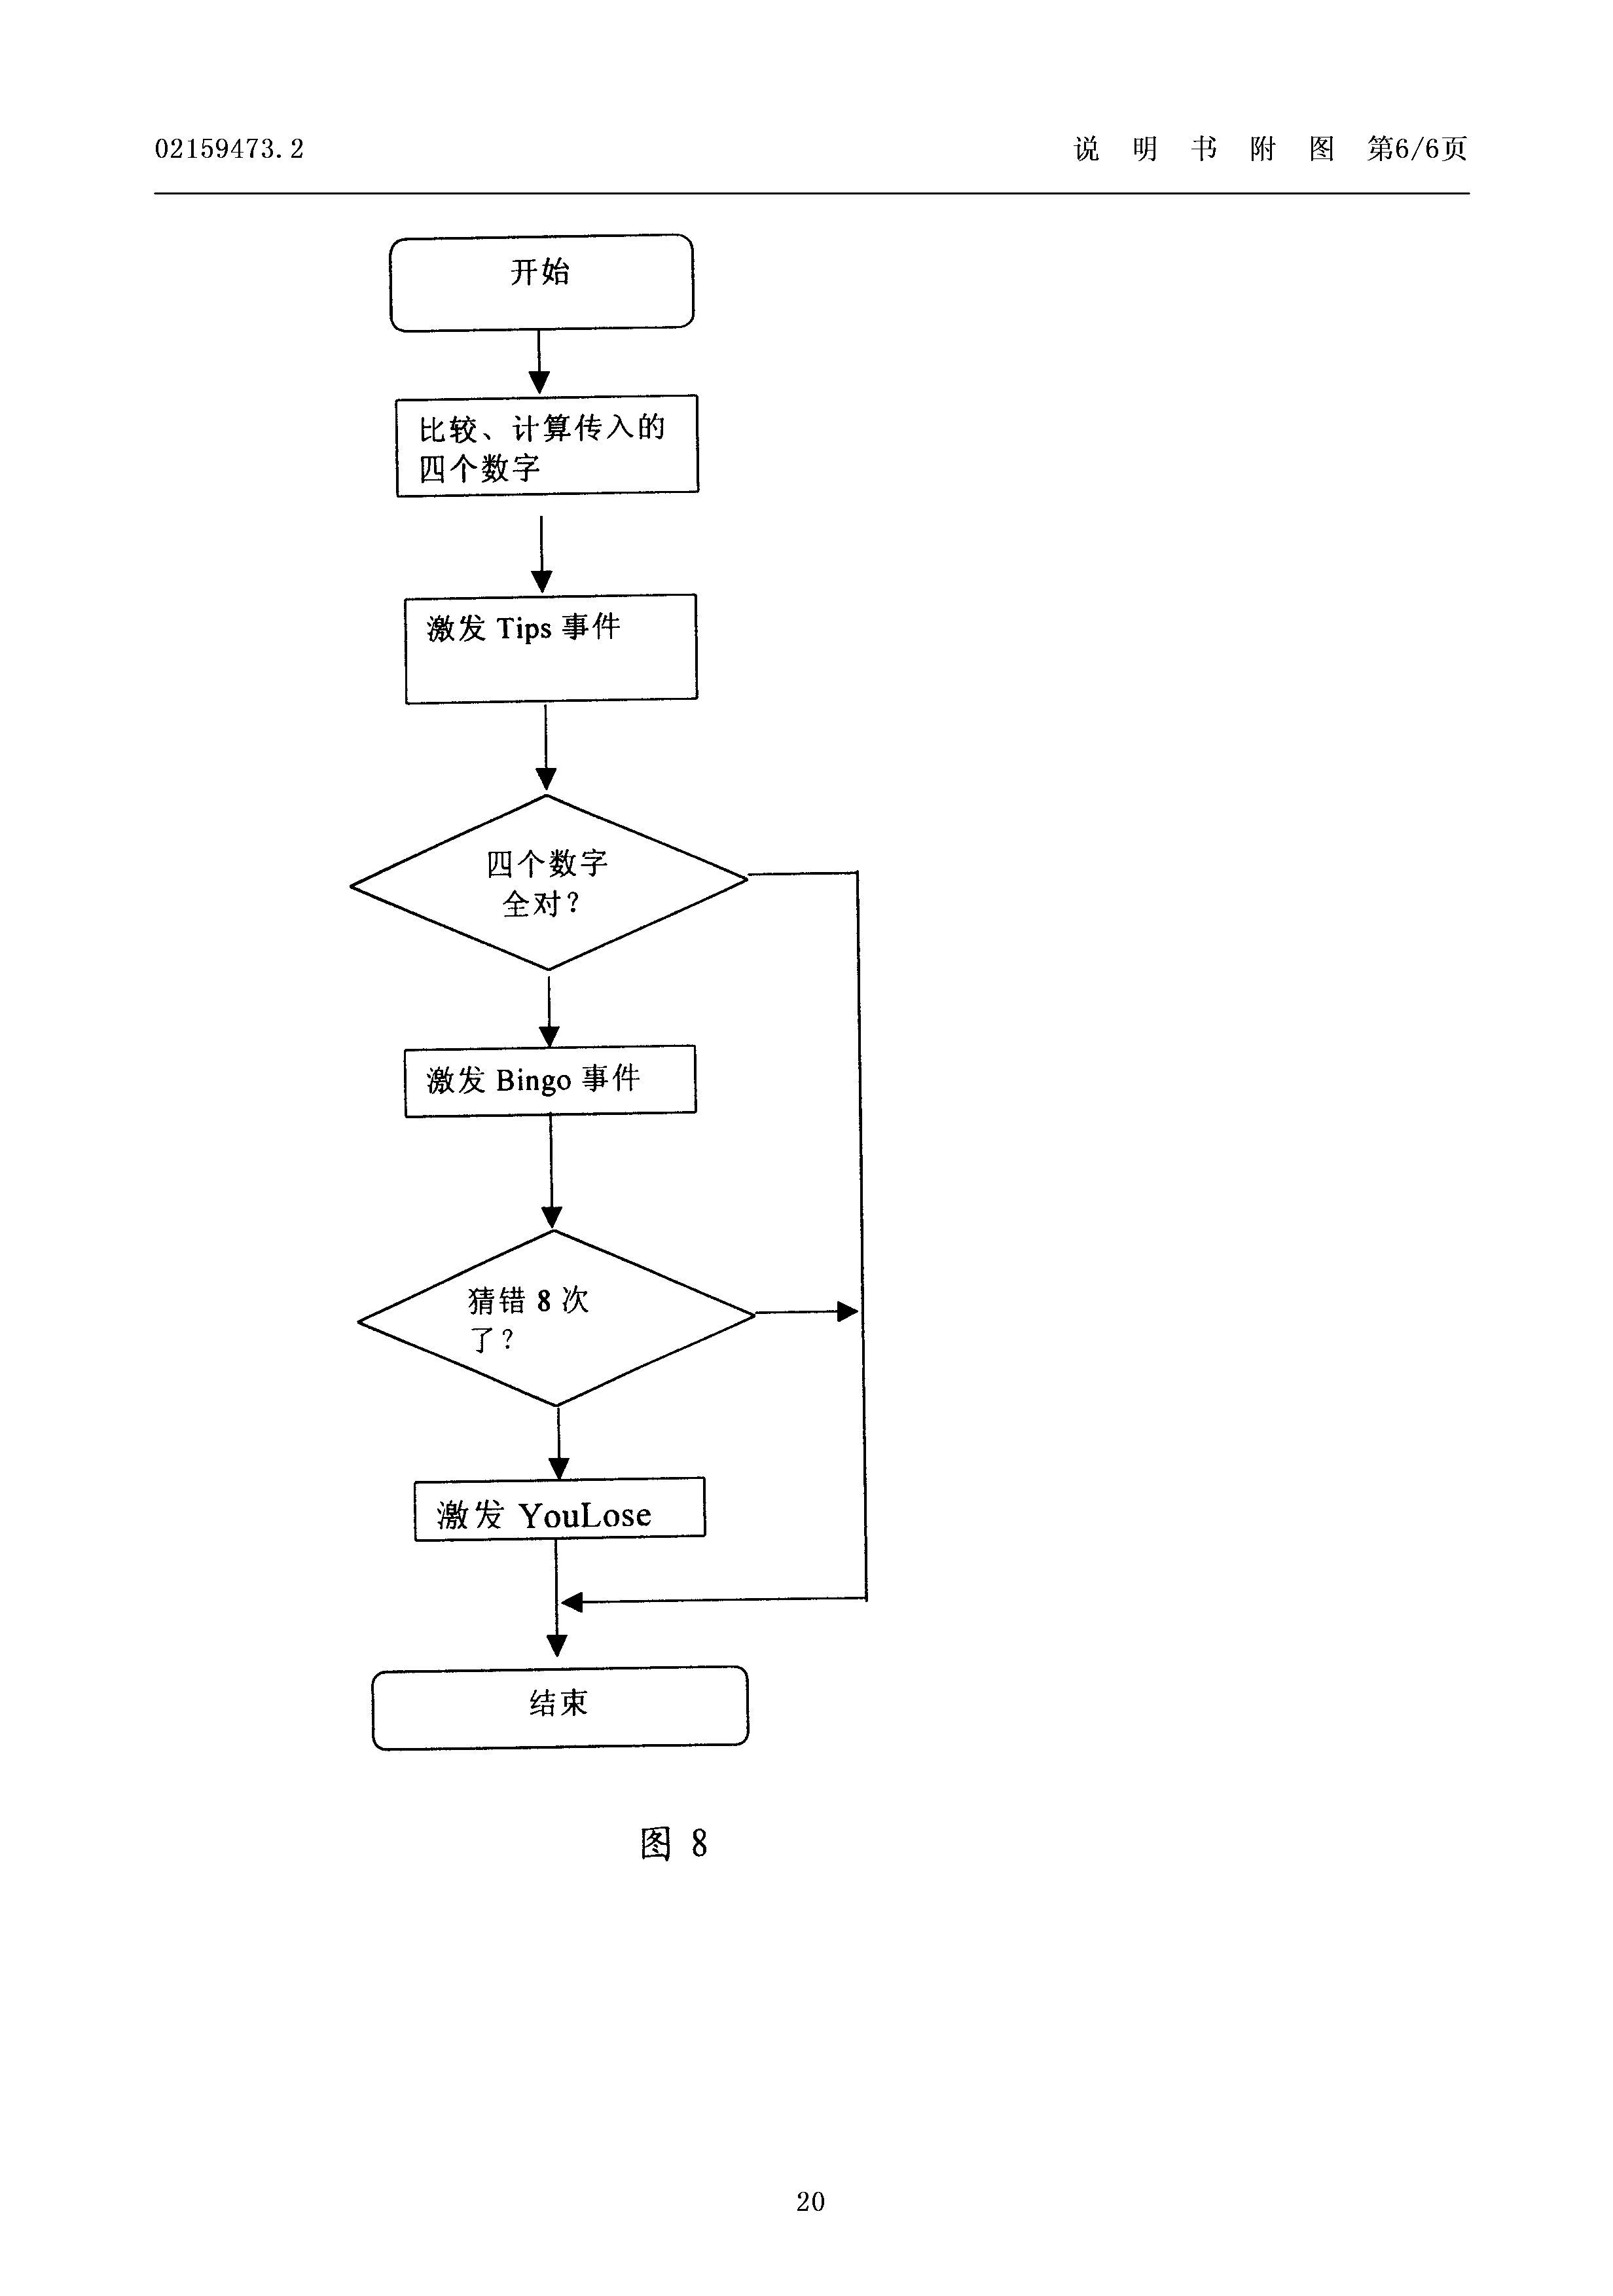 02159473.2 说 明 书 附 图 第6/6页
开始
比较、计算传入的
四个数字
激发 Tips 事件
四个数字
全对？
激发 Bingo 事件
猜错 8 次
了？
激发 YouLose
结束
图 8
20